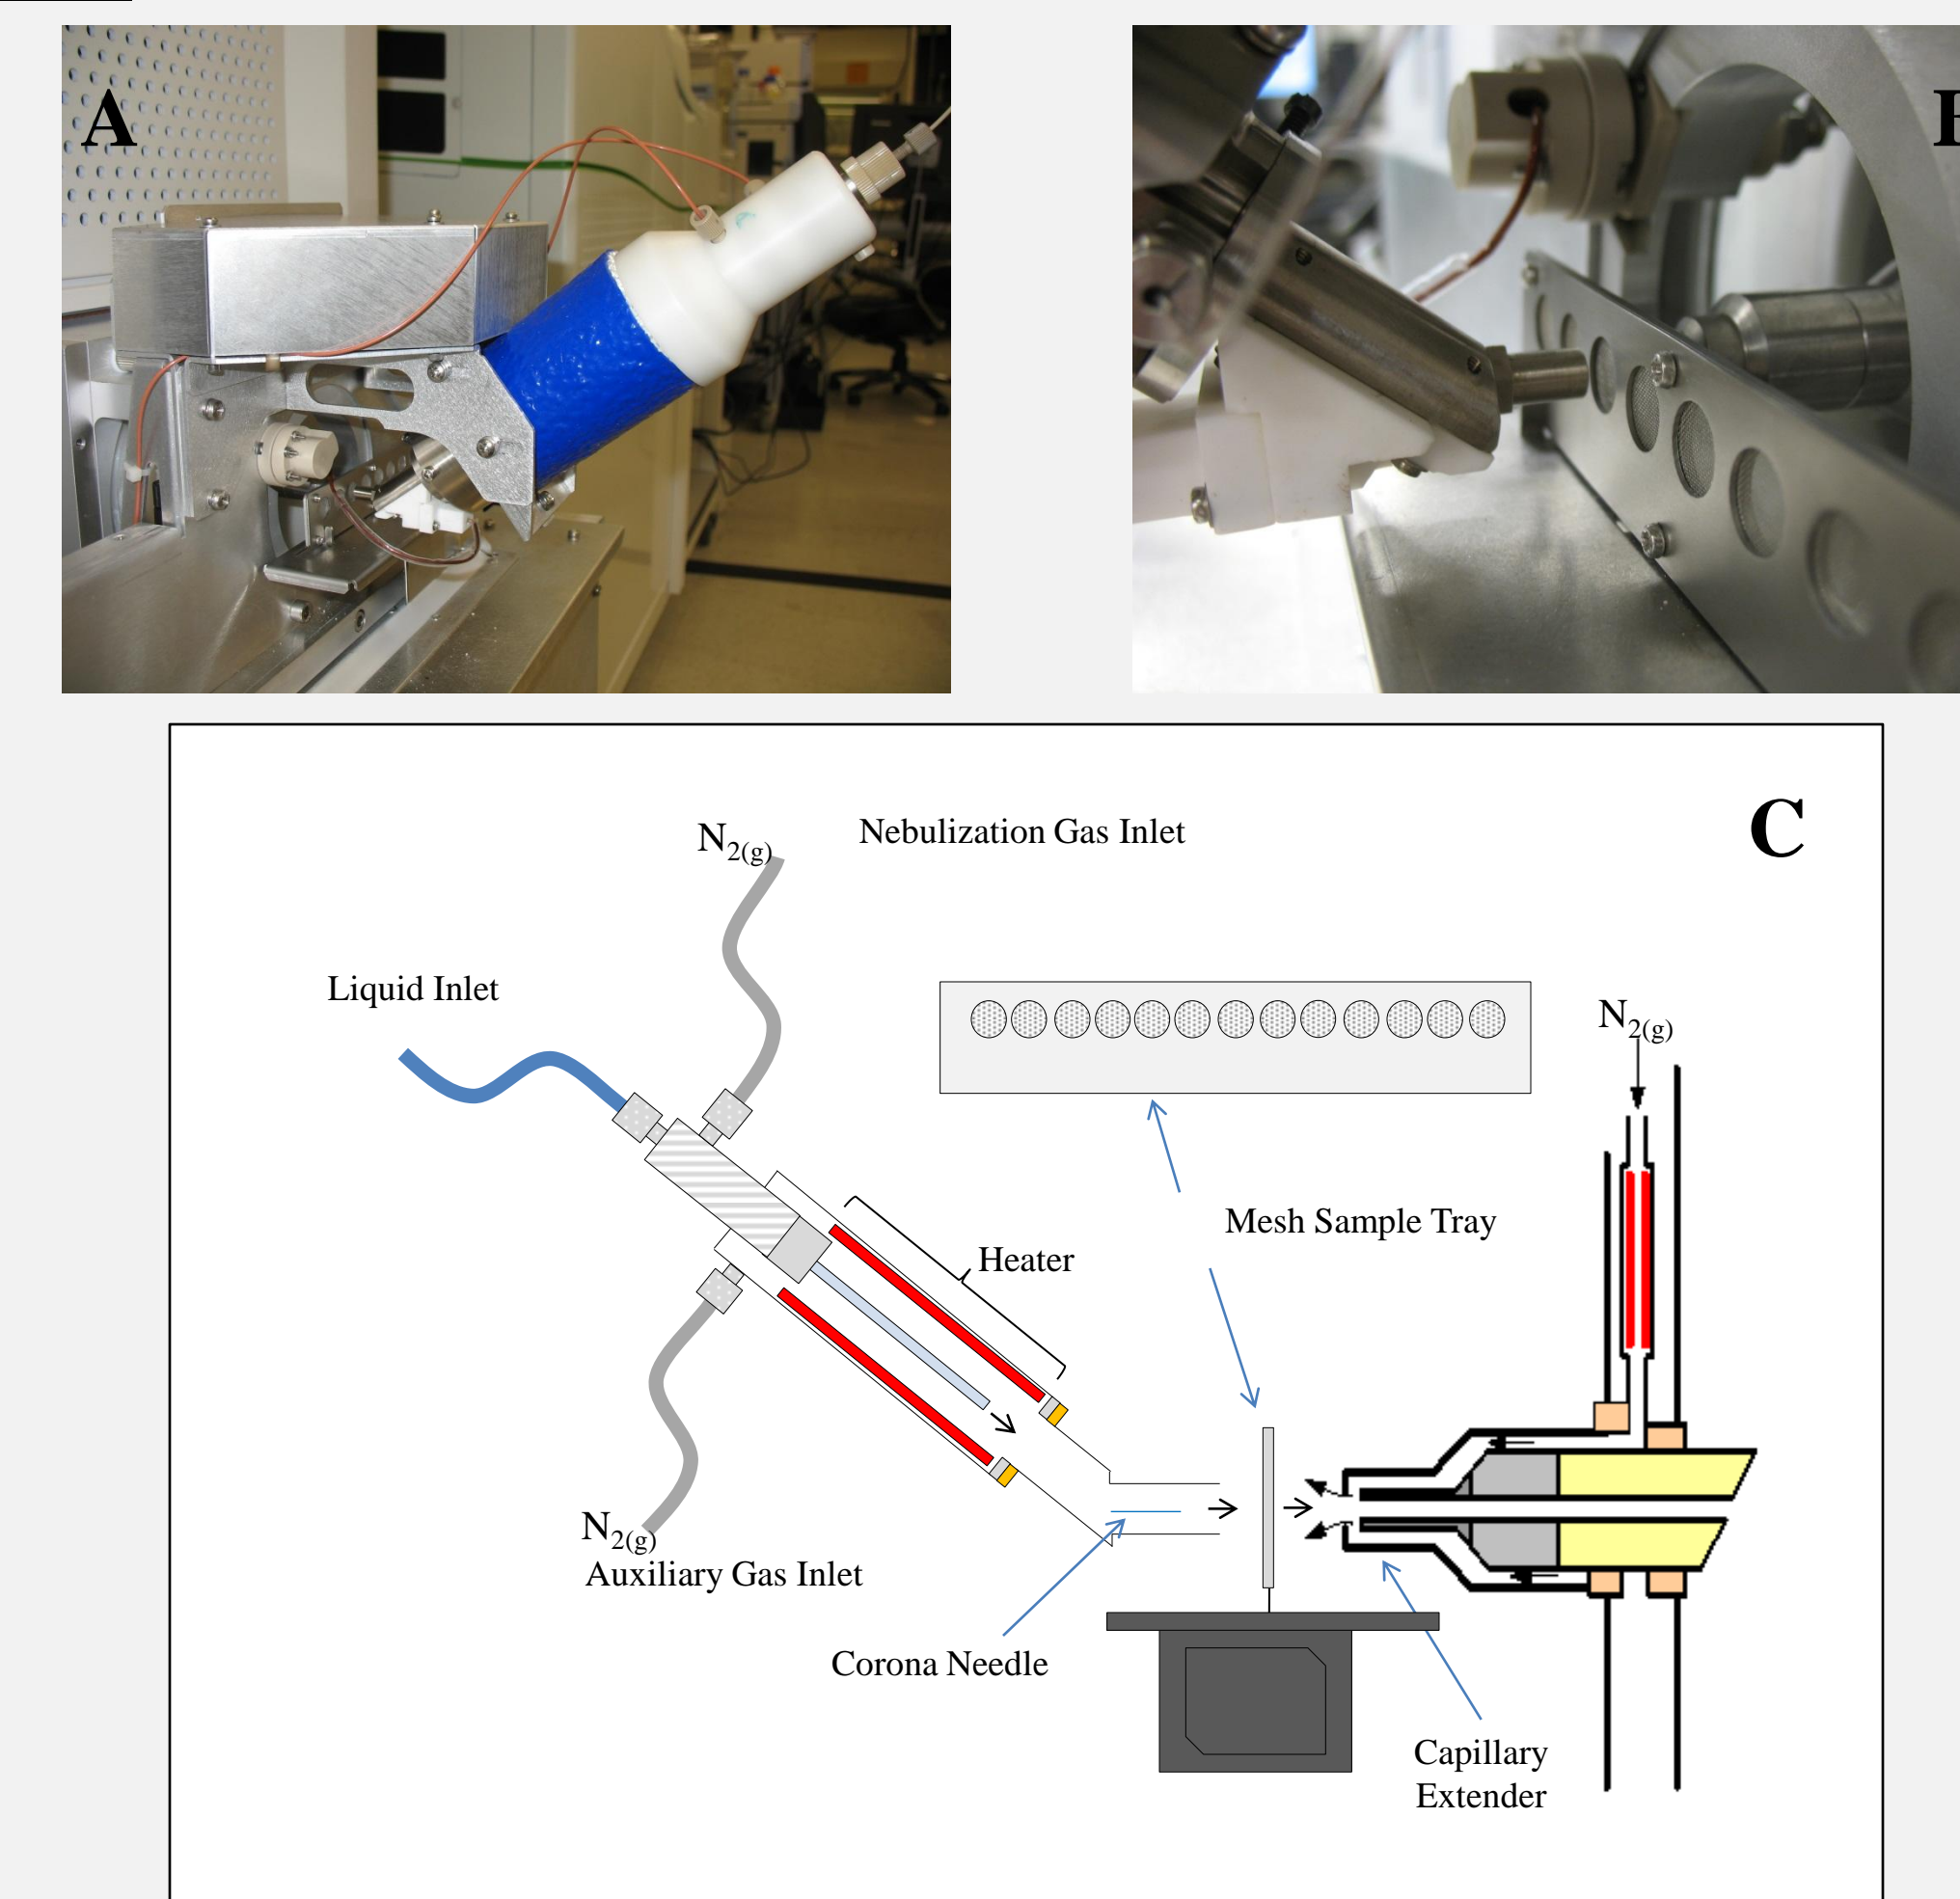 A
C
N2(g)
Nebulization Gas Inlet
Liquid Inlet
N2(g)
Mesh Sample Tray
Heater
N2(g)
Auxiliary Gas Inlet
Corona Needle
Capillary
Extender